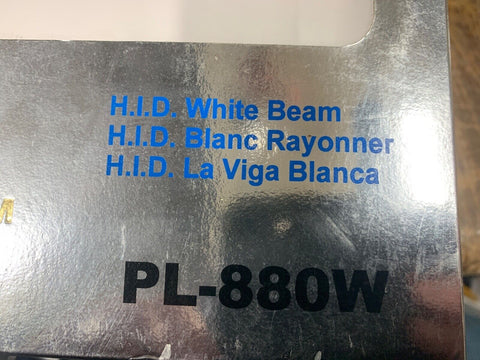 H.I.D. White Beam
H.I.D. Blanc Rayonner
H.I.D. La Viga Blanca
M
PL-880W